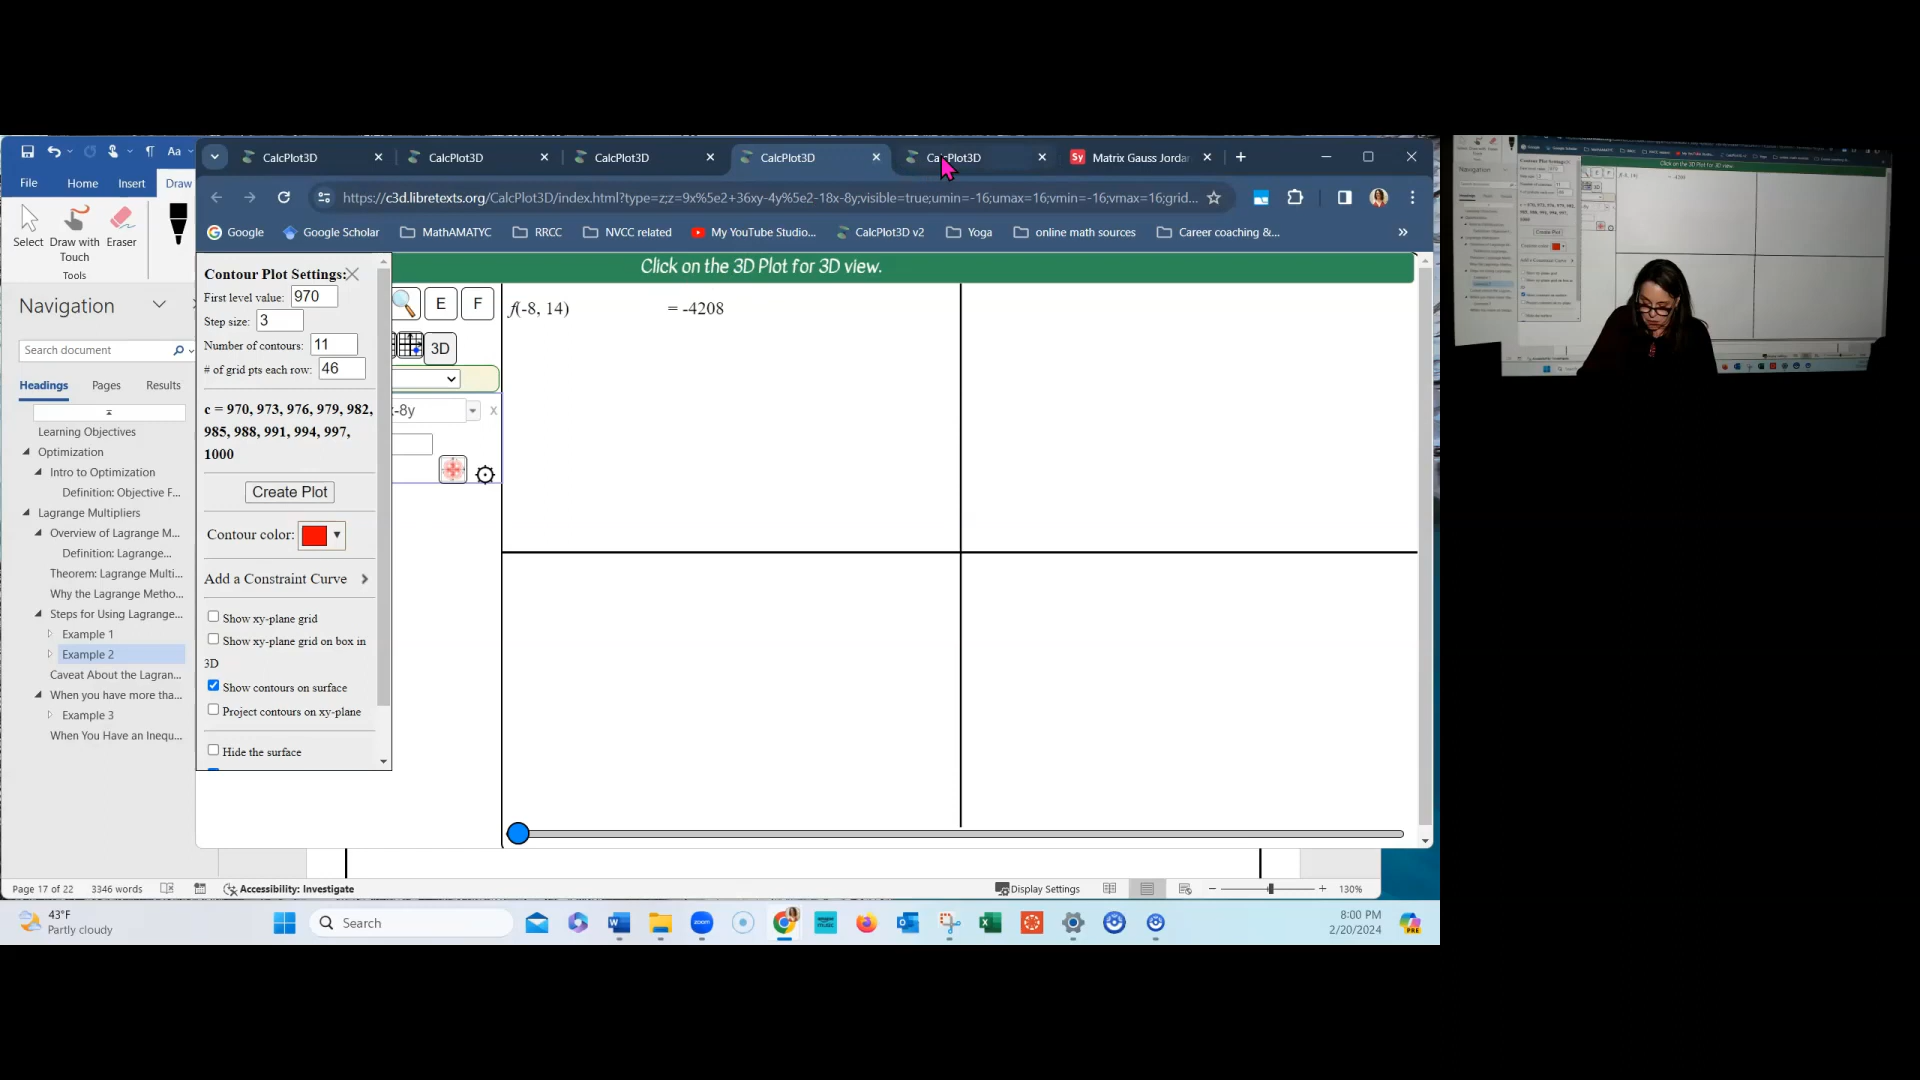 CalcPlot3D
CalcPlot3D
CalcPlot3D
CalcPlot3D
CalcPlot3D
Sy Matrix Gauss Jordan
https://c3d.libretexts.org/CalcPlot3D/index.html?type=z;z=9x%5e2+36xy-4y%5e2-18x-8y;visible=true;umin=-16;umax=16;vmin=-16;vmax=16;grid...
Google
Google Scholar
MathAMATYC
RRCC
NVCC related
My YouTube Studio...
CalcPlot3D v2
Yoga
online math sources
Career coaching &...
»
Aa
File
Home
Insert
Draw
Select
Draw with Touch
Eraser
Tools
Navigation
Search document
Headings
Pages
Results
Learning Objectives
Optimization
Intro to Optimization
Definition: Objective F...
Lagrange Multipliers
Overview of Lagrange M...
Definition: Lagrange...
Theorem: Lagrange Multi...
Why the Lagrange Metho...
Steps for Using Lagrange...
Example 1
Example 2
Caveat About the Lagran...
When you have more tha...
Example 3
When You Have an Inequ...
Contour Plot Settings:
First level value: 970
Step size: 3
Number of contours: 11
# of grid pts each row: 46
c = 970, 973, 976, 979, 982,
985, 988, 991, 994, 997,
1000
Create Plot
Contour color:
Add a Constraint Curve
Show xy-plane grid
Show xy-plane grid on box in
3D
Show contours on surface
Project contours on xy-plane
Hide the surface
Click on the 3D Plot for 3D view.
E
F
3D
-8y
x
f(-8, 14) = -4208
Page 17 of 22
3346 words
Accessibility: Investigate
Display Settings
130%
43°F
Partly cloudy
Search
zoom
8:00 PM
2/20/2024
PRE